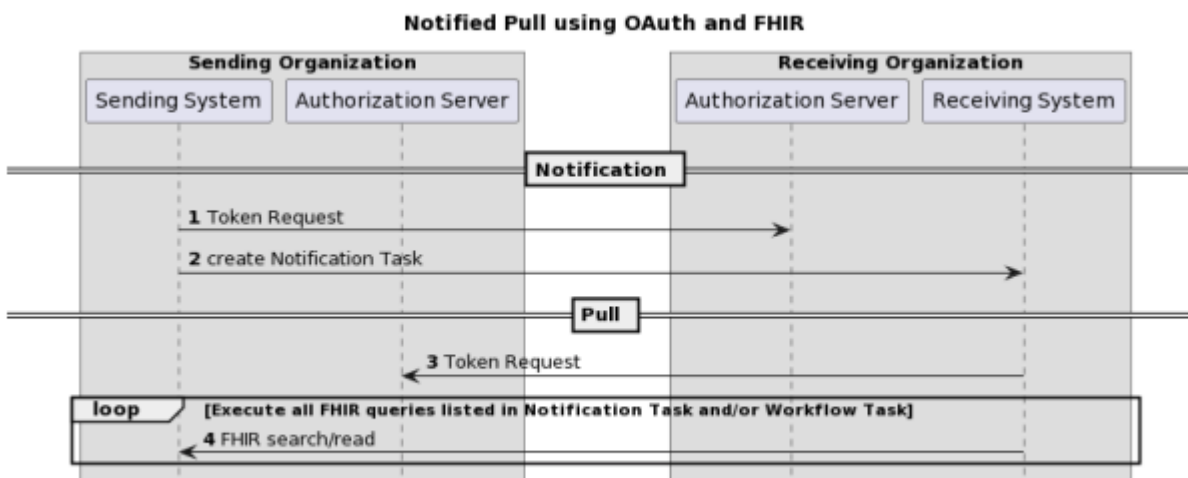 Notified Pull using OAuth and FHIR
Sending Organization
Receiving Organization
Sending System
Authorization Server
Authorization Server
Receiving System
Notification
1 Token Request
2 create Notification Task
Pull
3 Token Request
loop
[Execute all FHIR queries listed in Notification Task and/or Workflow Task]
4 FHIR search/read